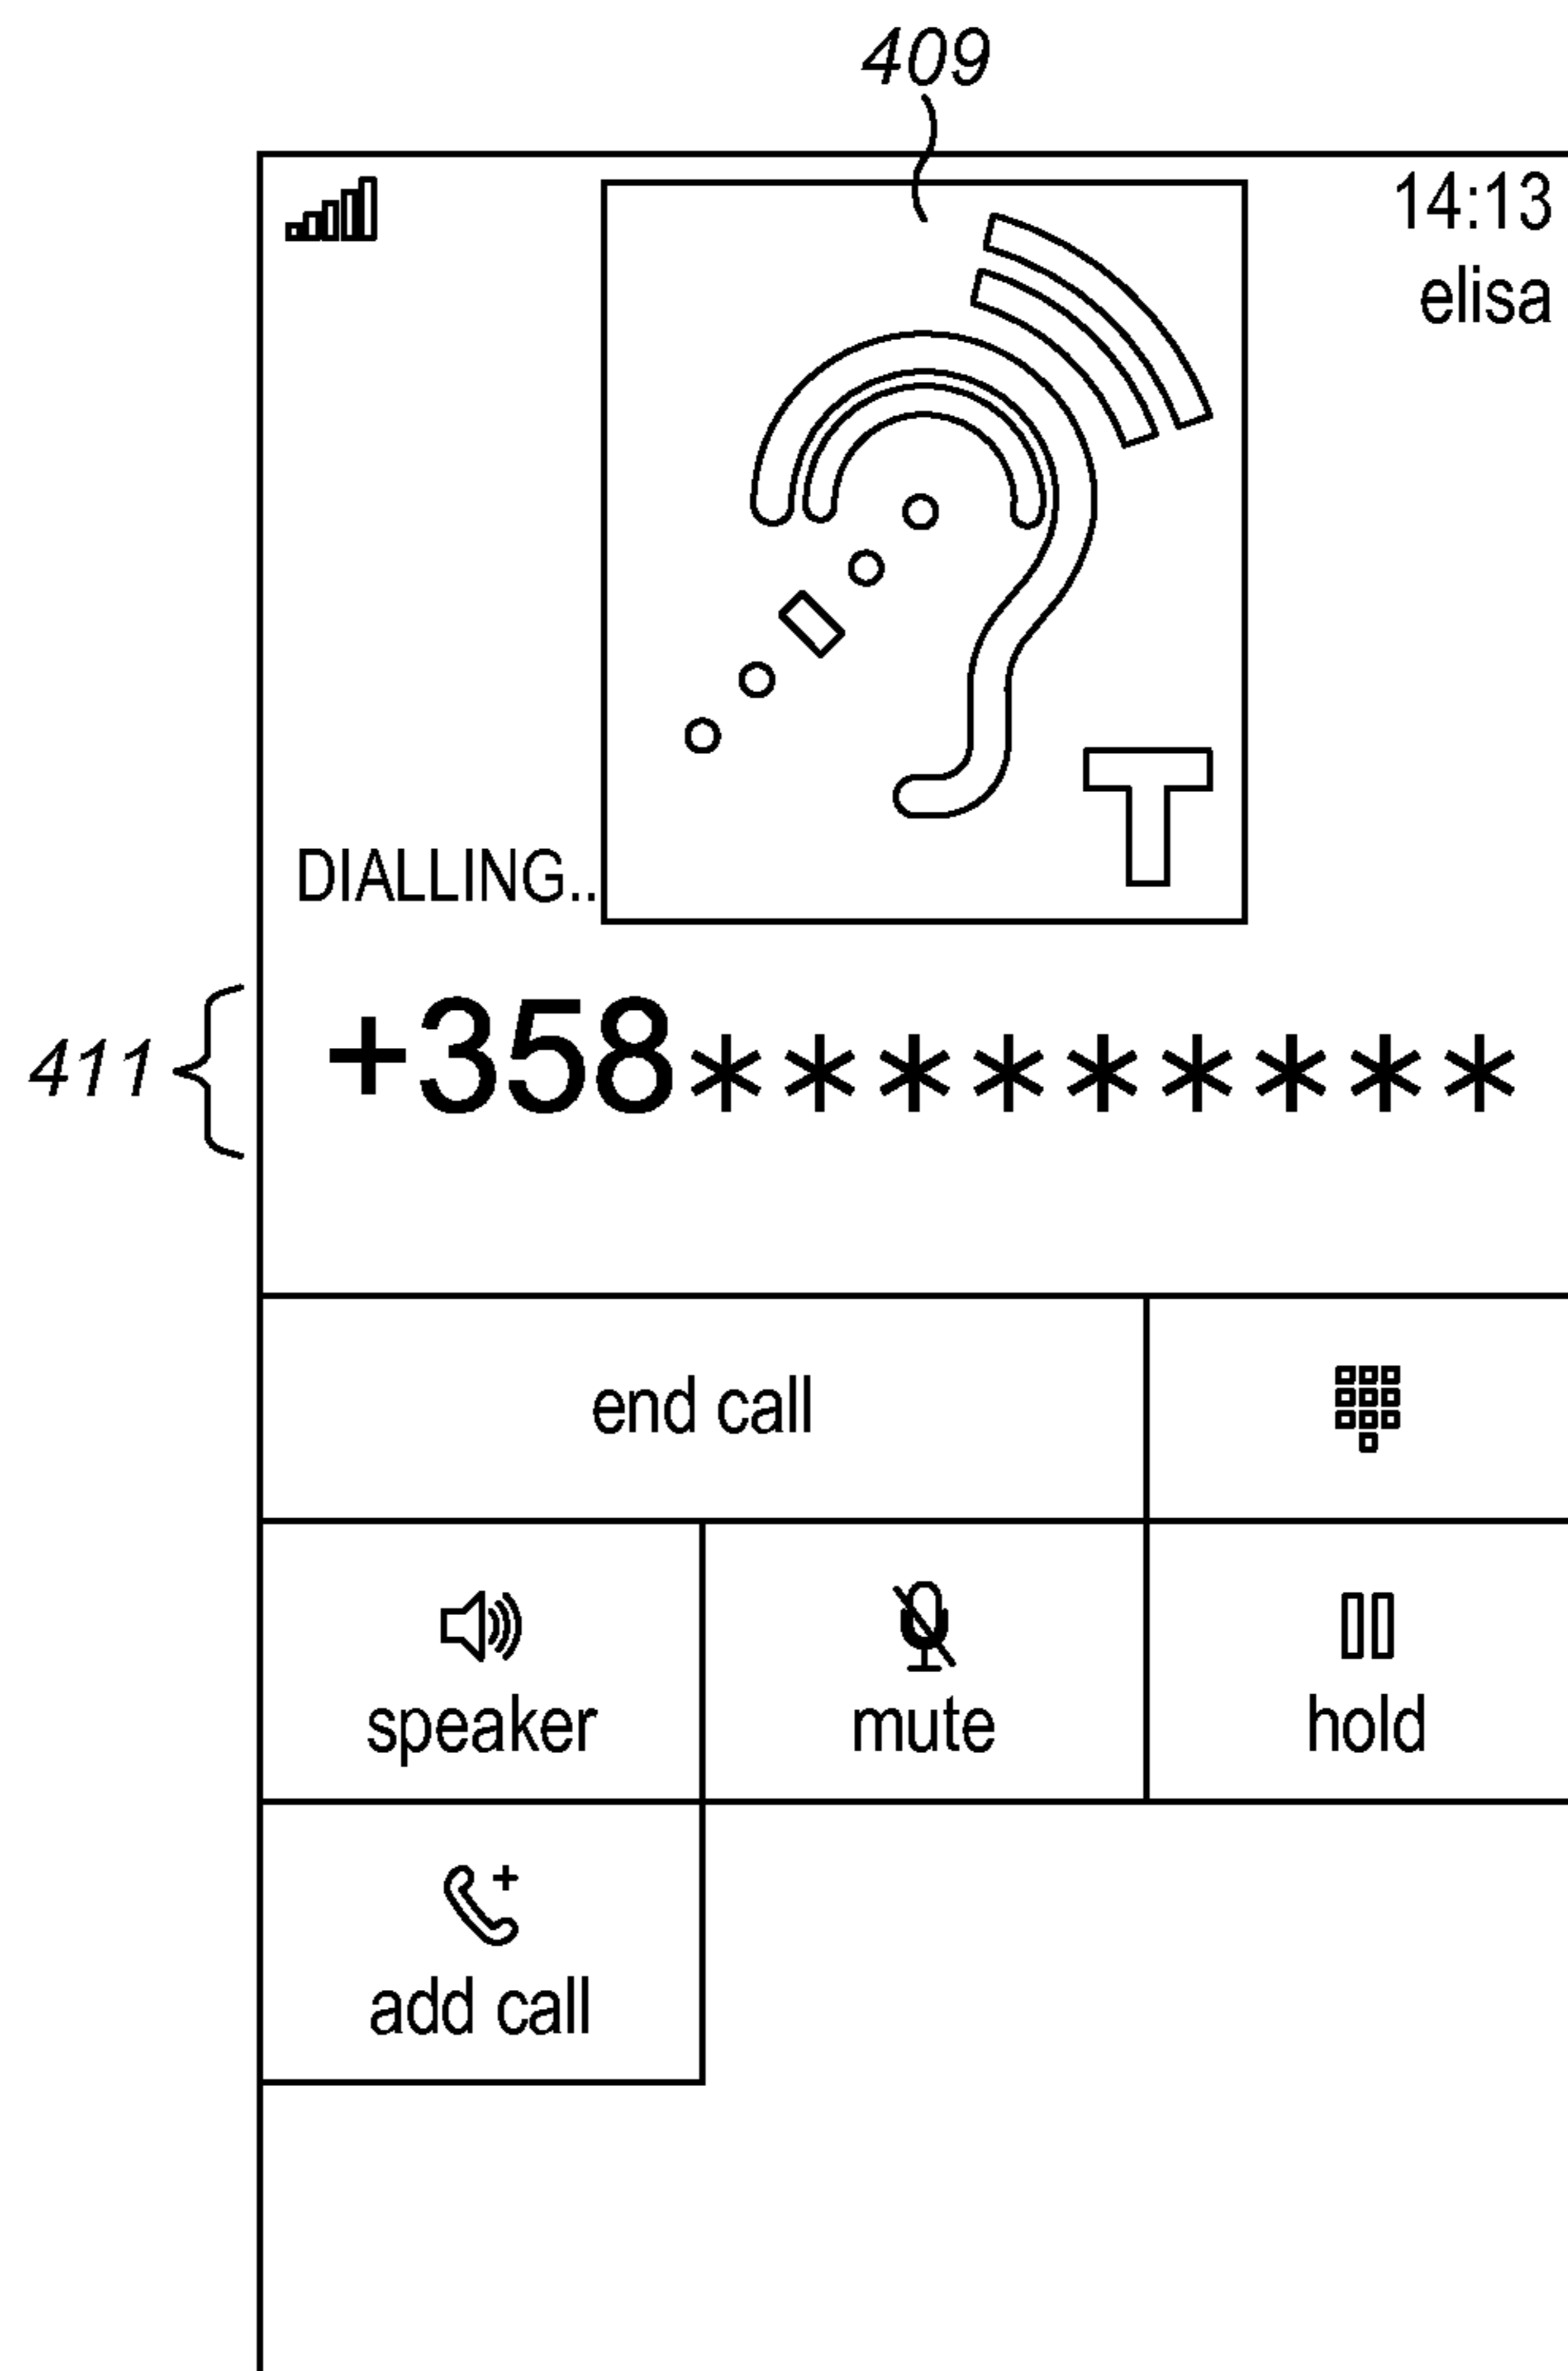 409
14:13
elisa
T
DIALLING..
411
+358*********
end call
speaker
mute
hold
add call